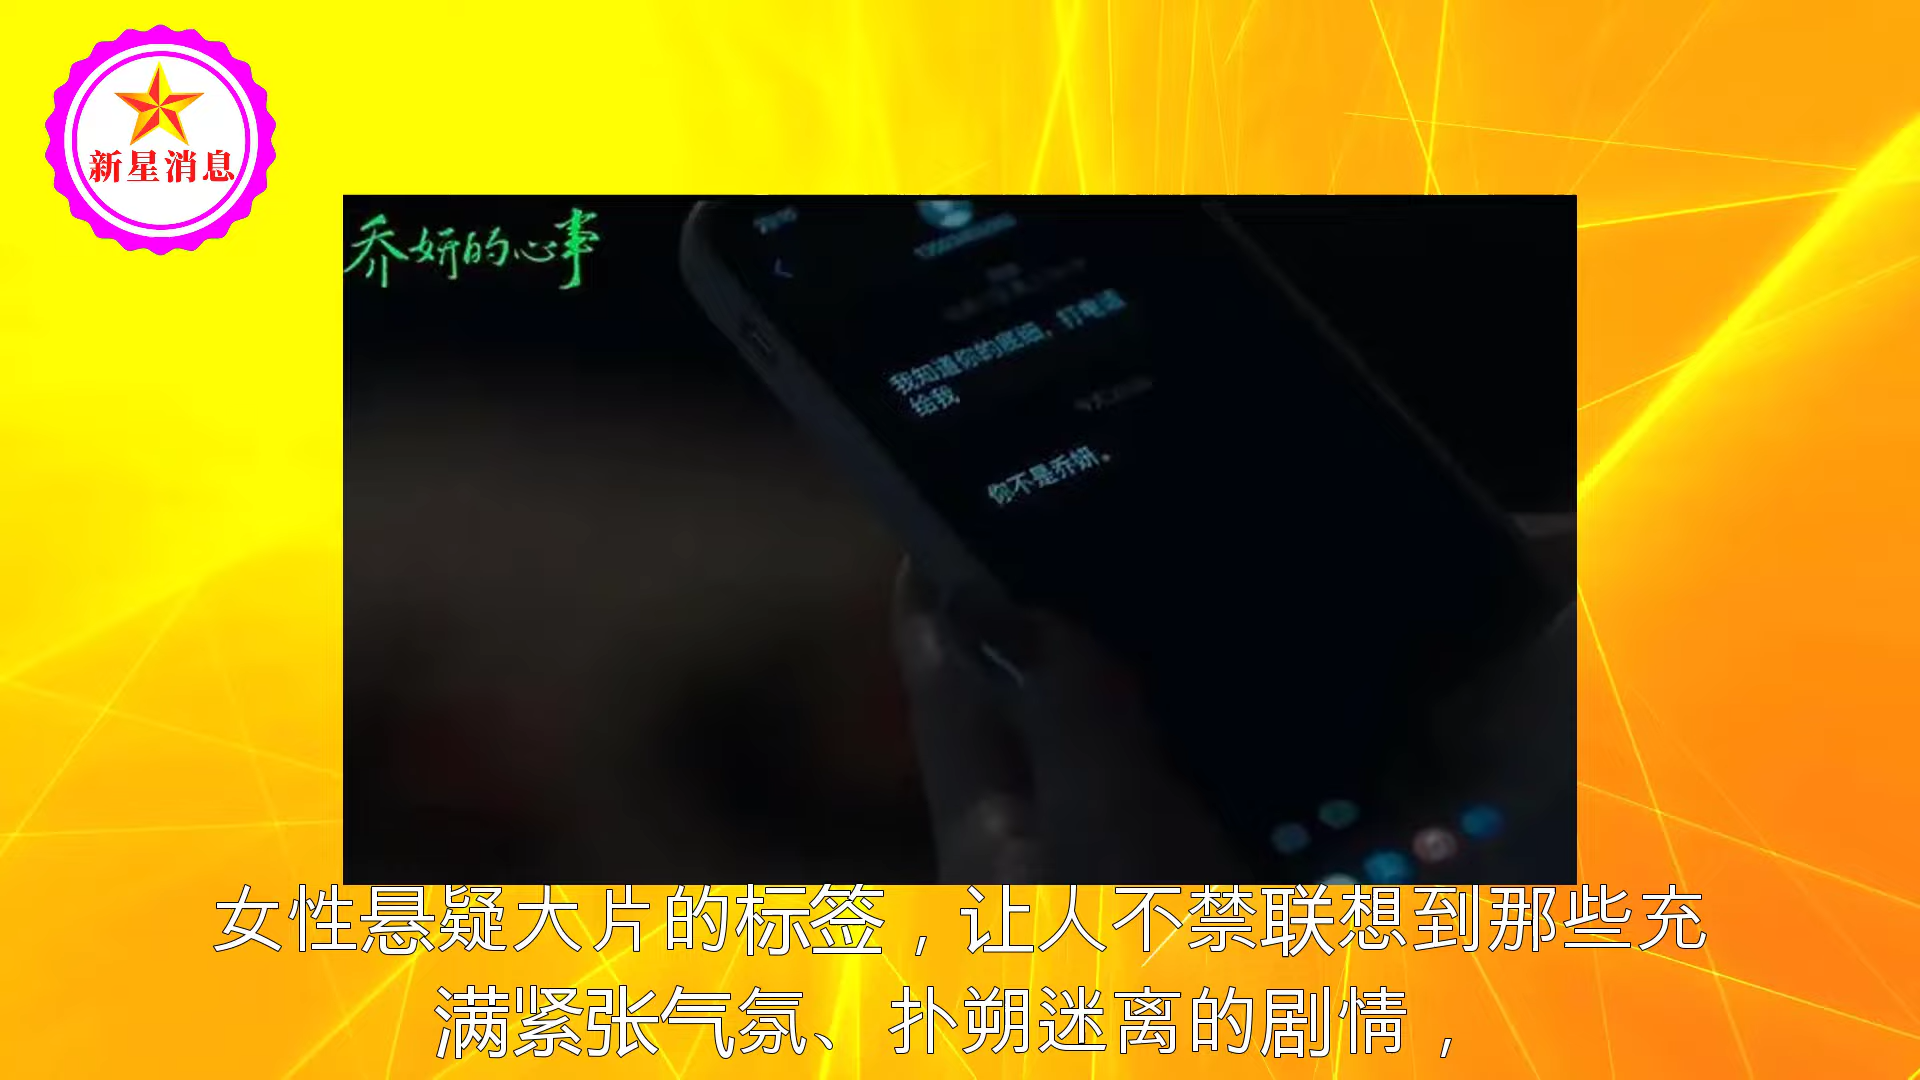 新星消息
乔妍的心事
我知道你的底细，打电话
给我
你不是乔妍。
女性悬疑大片的标签，让人不禁联想到那些充
满紧张气氛、扑朔迷离的剧情，